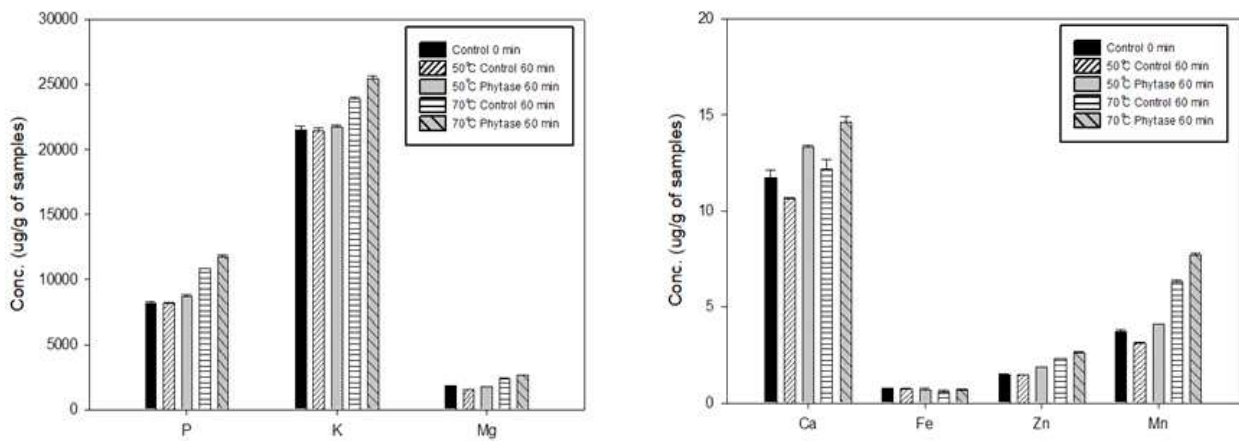 30000
25000
20000
15000
10000
5000
0
Conc. (ug/g of samples)
Control 0 min
50℃ Control 60 min
50℃ Phytase 60 min
70℃ Control 60 min
70℃ Phytase 60 min
P K Mg
20
15
10
5
0
Conc. (ug/g of samples)
Control 0 min
50℃ Control 60 min
50℃ Phytase 60 min
70℃ Control 60 min
70℃ Phytase 60 min
Ca Fe Zn Mn